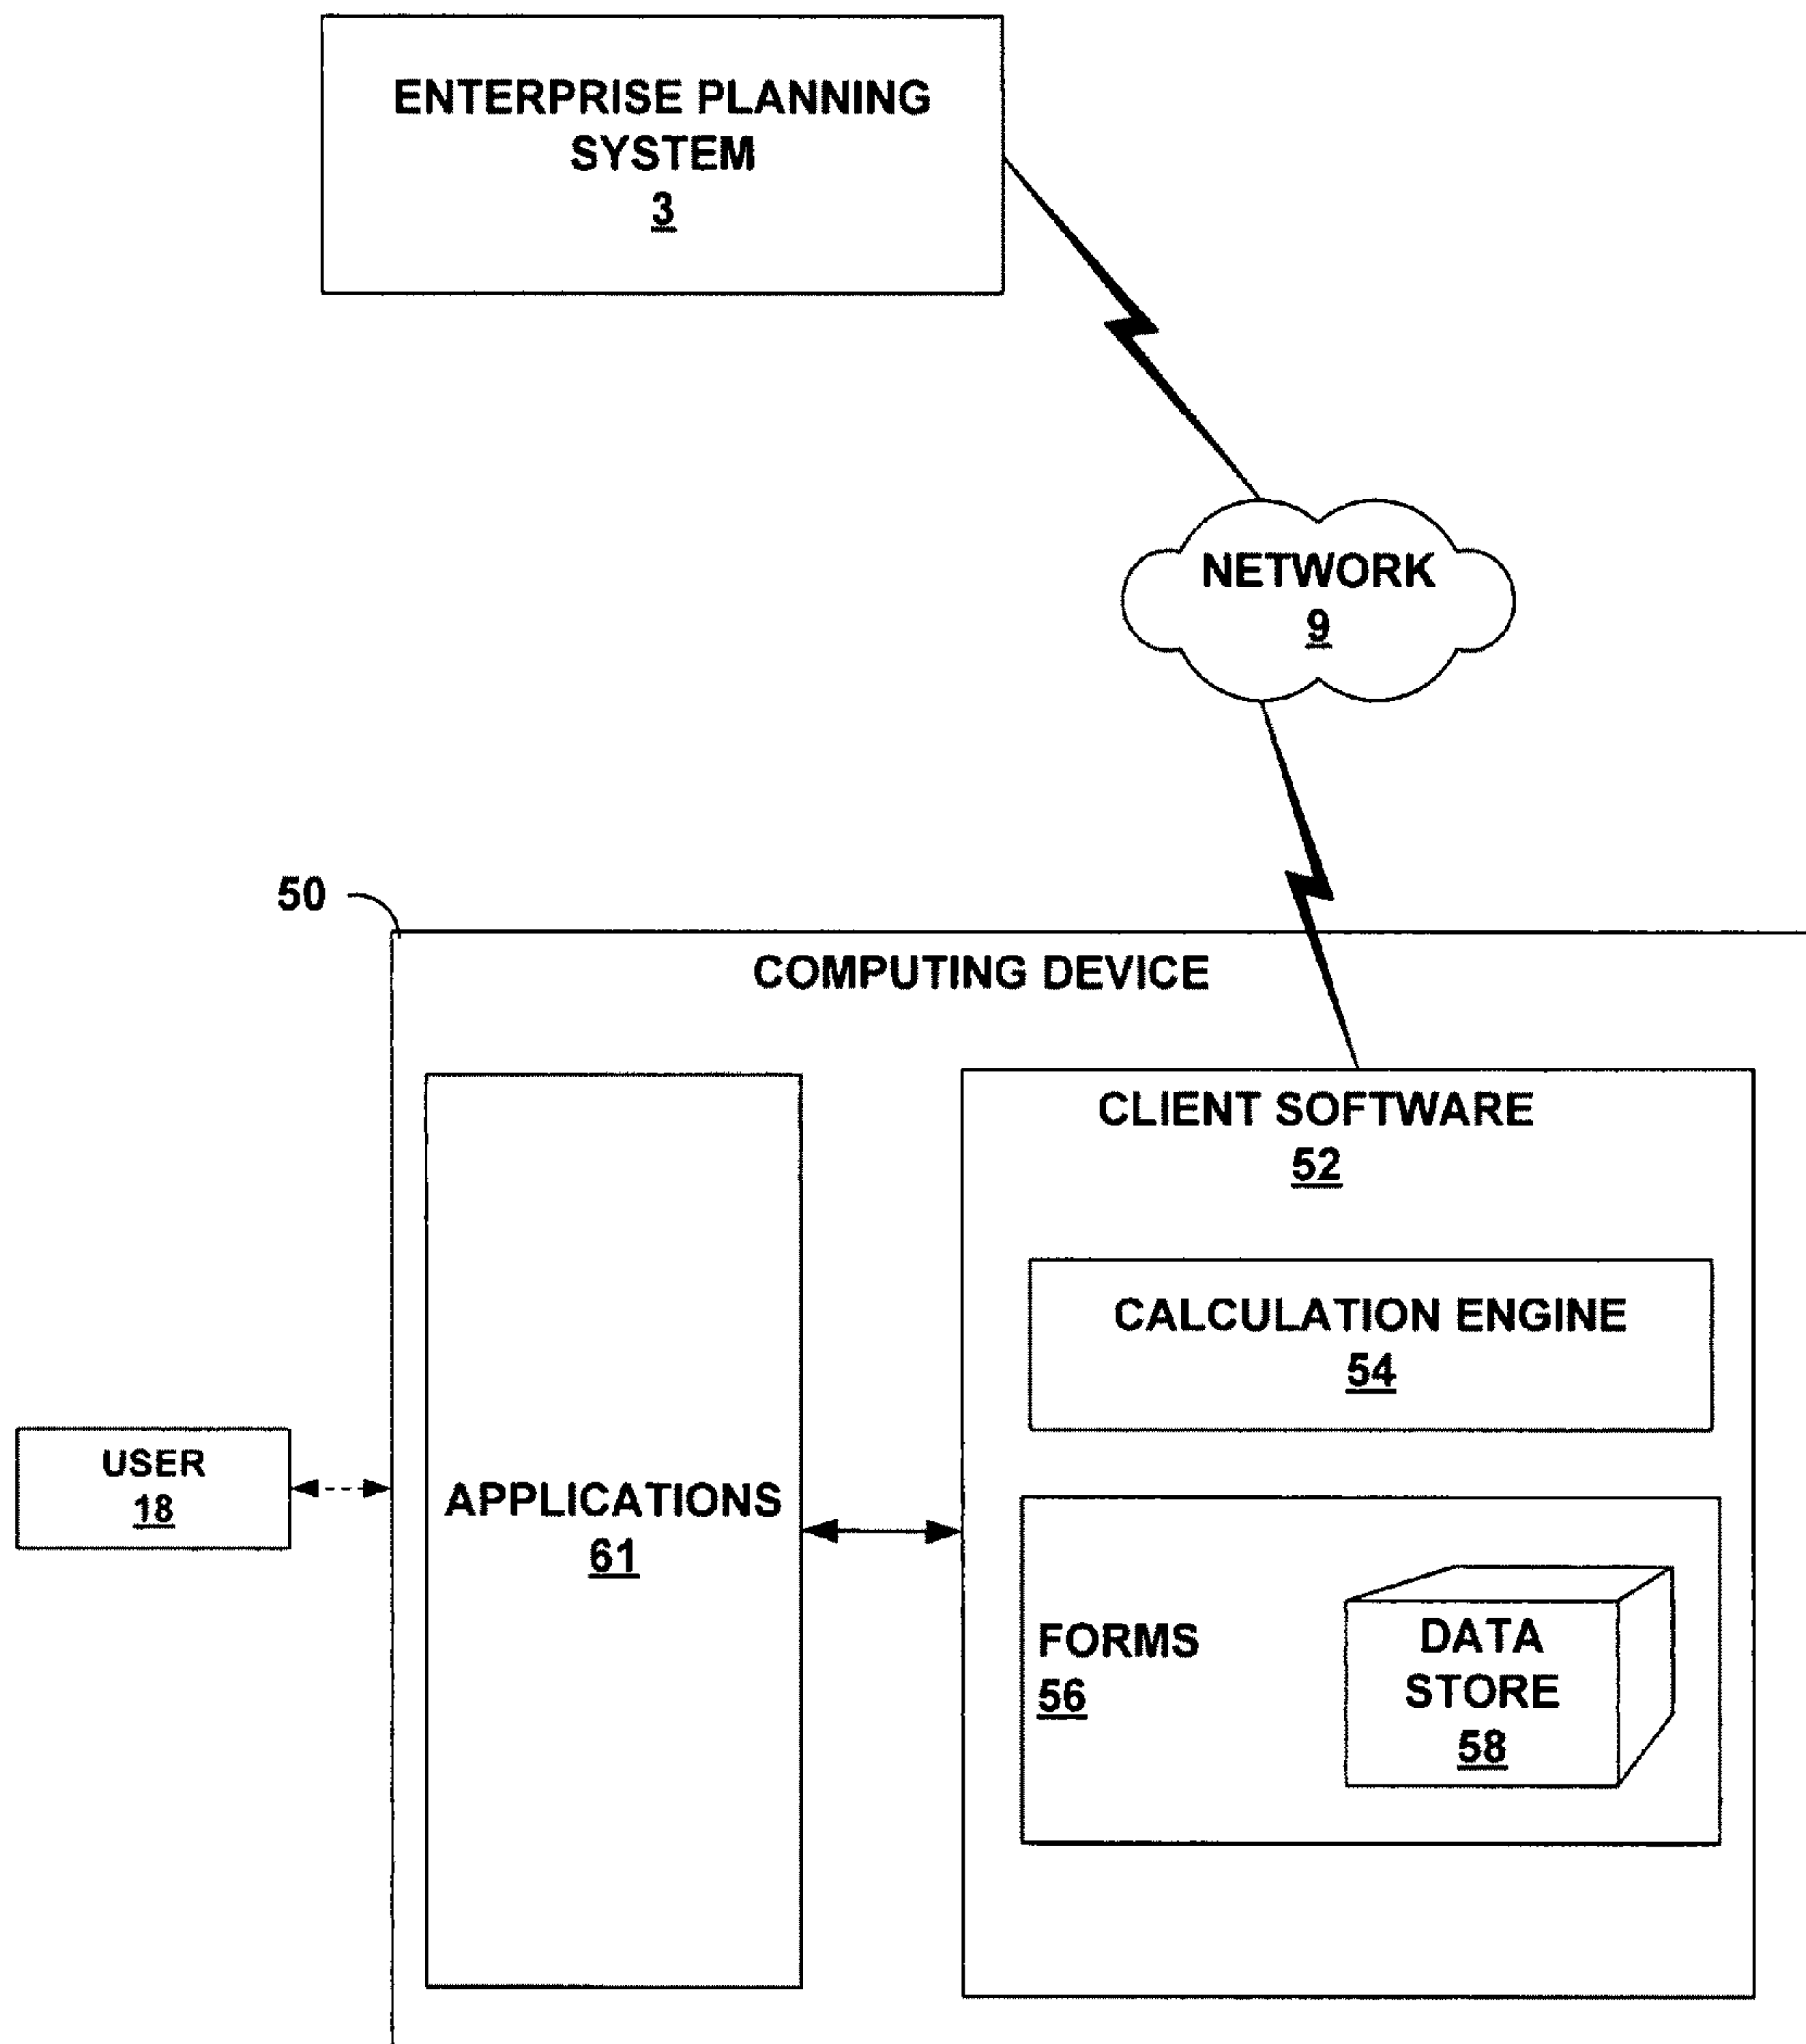 ENTERPRISE PLANNING
SYSTEM
3
NETWORK
9
50
COMPUTING DEVICE
CLIENT SOFTWARE
52
CALCULATION ENGINE
54
USER
18
APPLICATIONS
61
FORMS
56
DATA
STORE
58